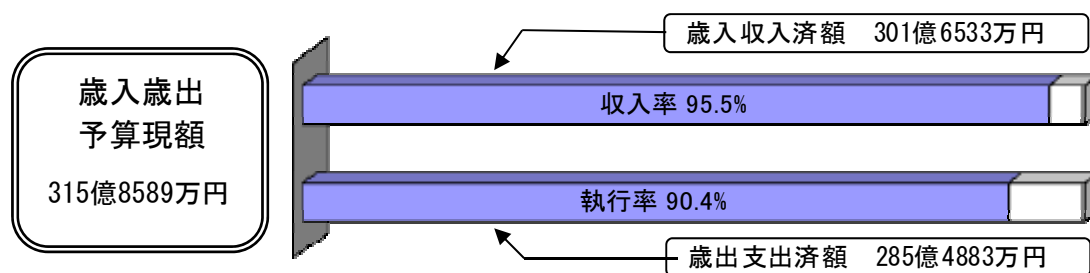 歳入収入済額 301億6533万円
歳入歳出
予算現額
315億8589万円
収入率 95.5%
執行率 90.4%
歳出支出済額 285億4883万円